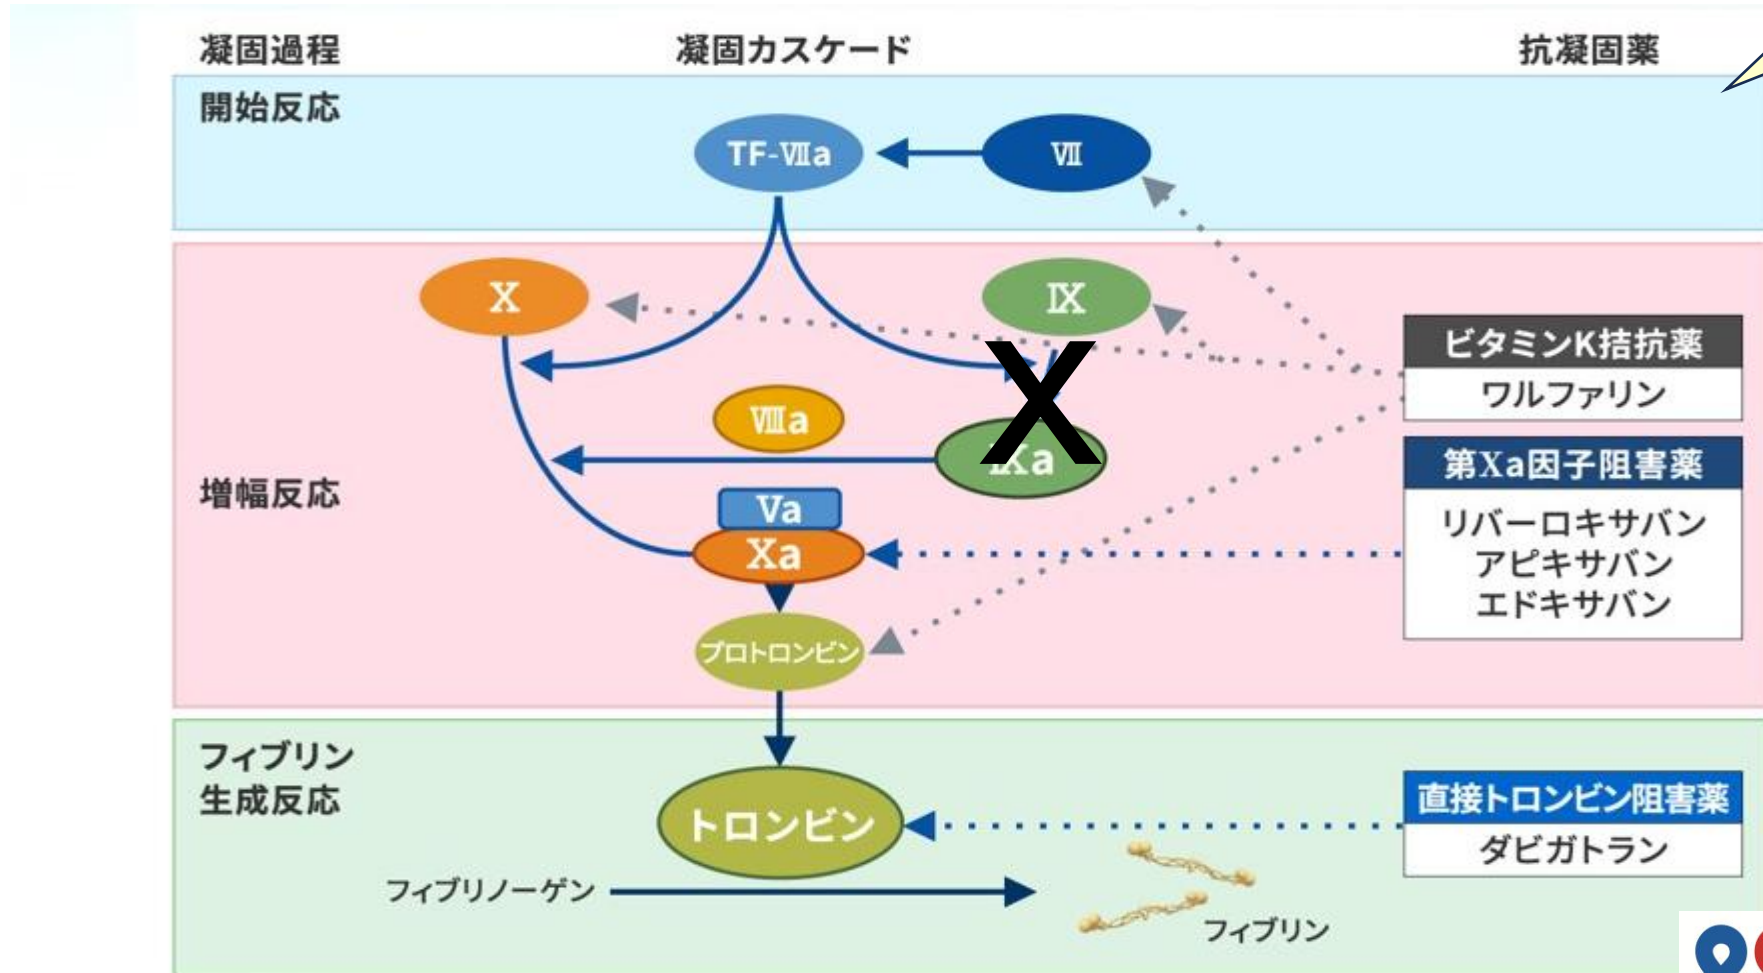 凝固過程
凝固カスケード
抗凝固薬
開始反応
TF-Ⅶa
Ⅶ
X
Ⅸ
X
ビタミンK拮抗薬
ワルファリン
Ⅷa
Ⅸa
第Xa因子阻害薬
増幅反応
Va
リバーロキサバン
Xa
アピキサバン
エドキサバン
プロトロンビン
フィブリン
生成反応
トロンビン
直接トロンビン阻害薬
ダビガトラン
フィブリノーゲン
フィブリン